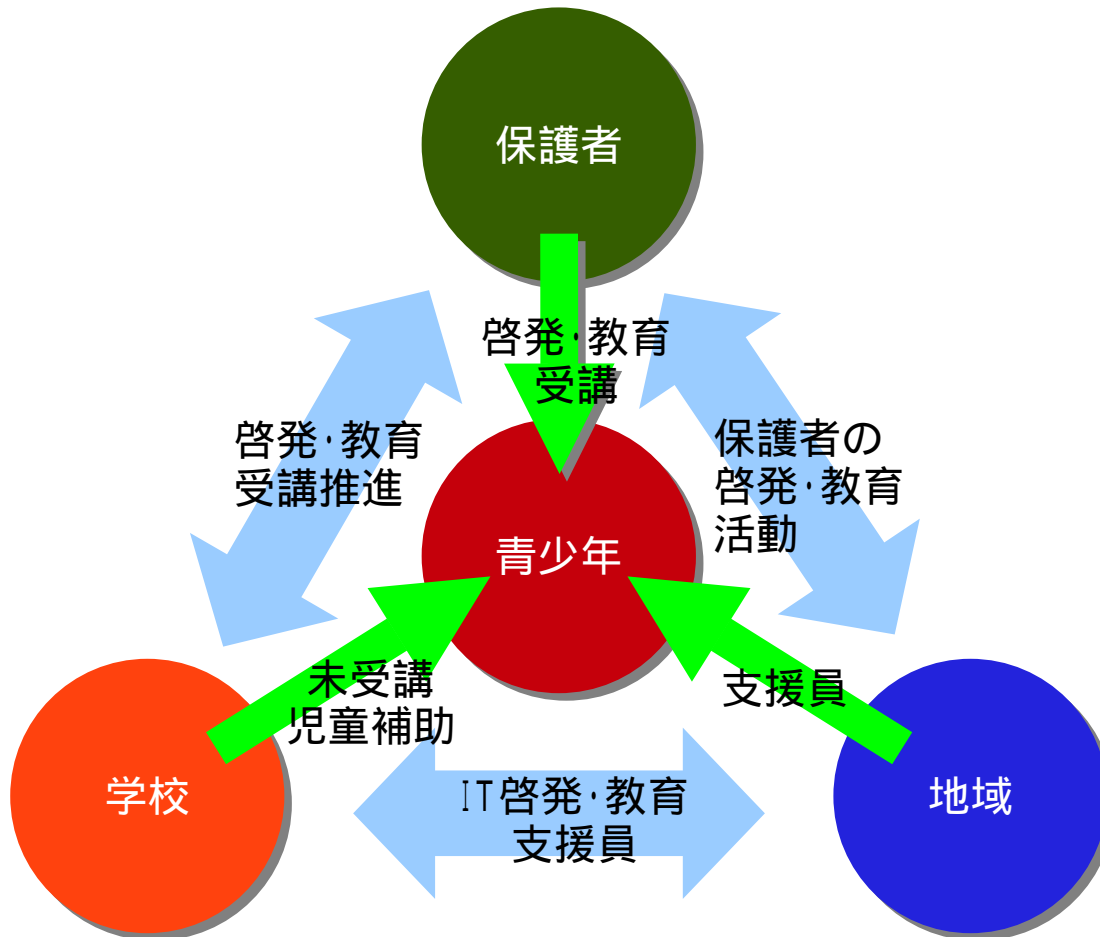 保護者
啓発・教育
受講
啓発・教育
受講推進
保護者の
啓発・教育
活動
青少年
未受講
児童補助
支援員
学校
IT啓発・教育
支援員
地域